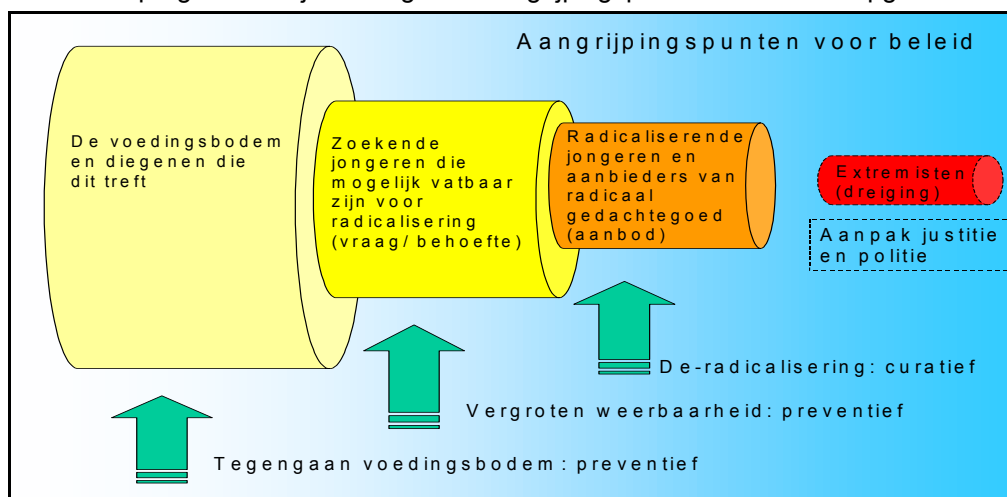 Aangrijpingspunten voor beleid
De voedingsbodem
en diegenen die
dit treft
Zoekende
jongeren die
mogelijk vatbaar
zijn voor
radicalisering
(vraag/ behoefte)
Radicaliserende
jongeren en
aanbieders van
radicaal
gedachtegoed
(aanbod)
Extremisten
(dreiging)
Aanpak justitie
en politie
De-radicalisering: curatief
Vergroten weerbaarheid: preventief
Tegengaan voedingsbodem: preventief